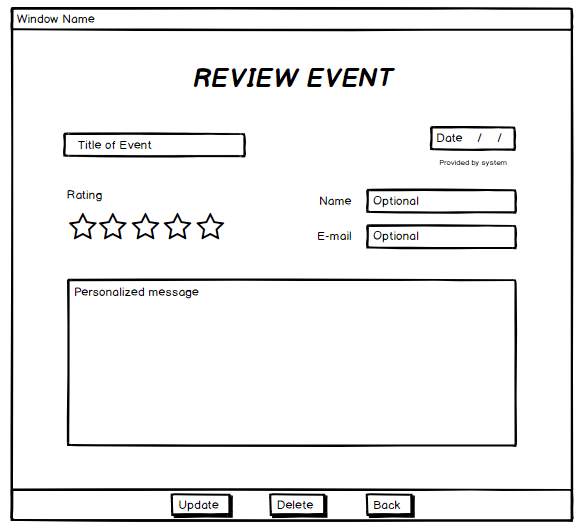 Window Name
REVIEW EVENT
Title of Event
Date / /
Provided by system
Rating
Name Optional
E-mail Optional
Personalized message
Update Delete Back